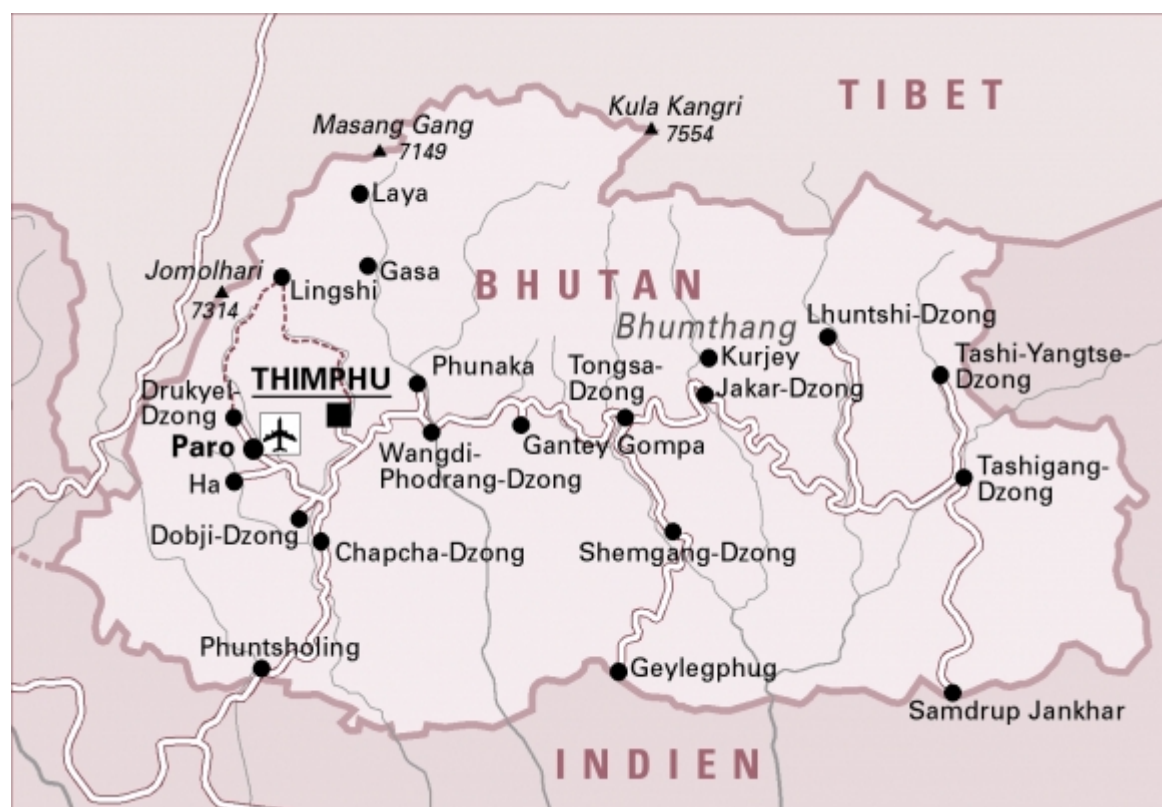 TIBET
Kula Kangri
7554
Masang Gang
7149
Laya
Jomolhari
7314
Lingshi
Gasa
BHUTAN
Bhumthang
Lhuntshi-Dzong
Kurjey
Tashi-Yangtse-
Dzong
Phunaka
Tongsa-
Dzong
Jakar-Dzong
THIMPHU
Drukyel-
Dzong
Paro
Wangdi-
Phodrang-Dzong
Gantey Gompa
Ha
Tashigang-
Dzong
Dobji-Dzong
Chapcha-Dzong
Shemgang-Dzong
Phuntsholing
Geylegphug
Samdrup Jankhar
INDIEN